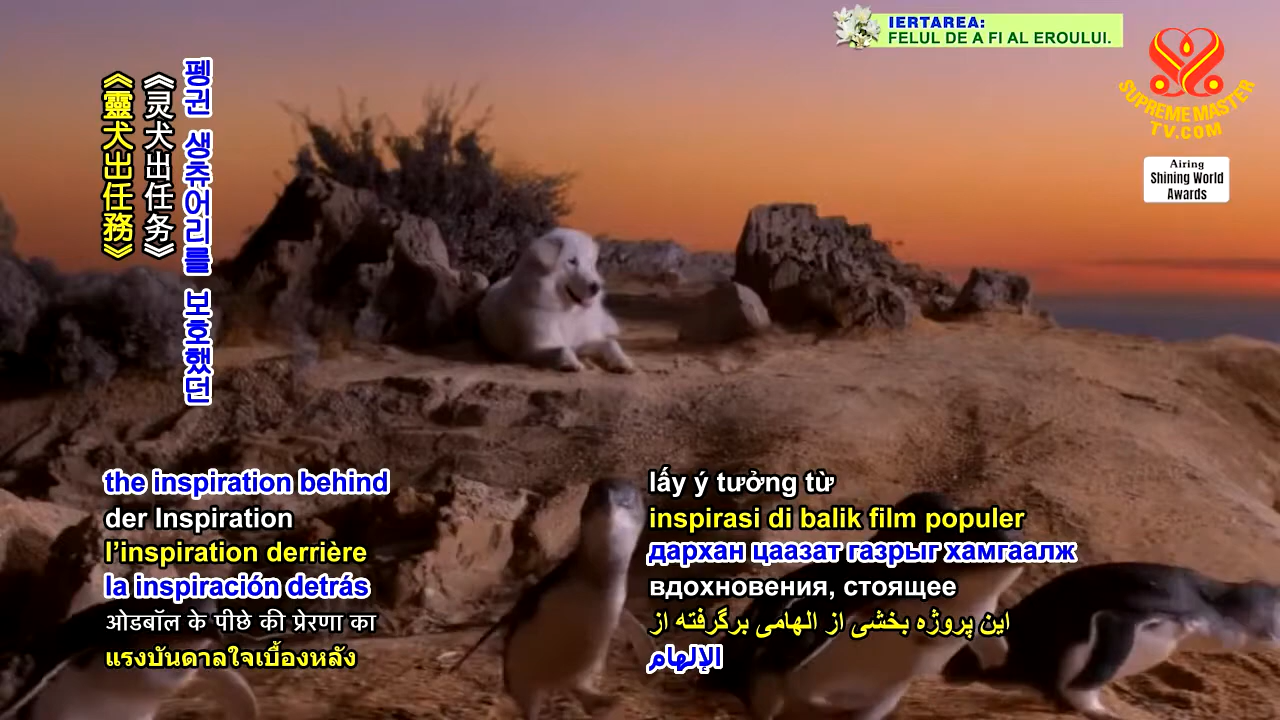 IERTAREA:
FELUL DE A FI AL EROULUI.
SUPREME MASTER
TV.COM
Airing
Shining World
Awards
《靈犬出任務》
《灵犬出任务》
펭귄 생츄어리를 보호했던
the inspiration behind
der Inspiration
l’inspiration derrière
la inspiración detrás
ओडबॉल के पीछे की प्रेरणा का
แรงบันดาลใจเบื้องหลัง
lấy ý tưởng từ
inspirasi di balik film populer
дархан цаазат газрыг хамгаалж
вдохновения, стоящее
این پروژه بخشی از الهامی برگرفته از
الإلهام